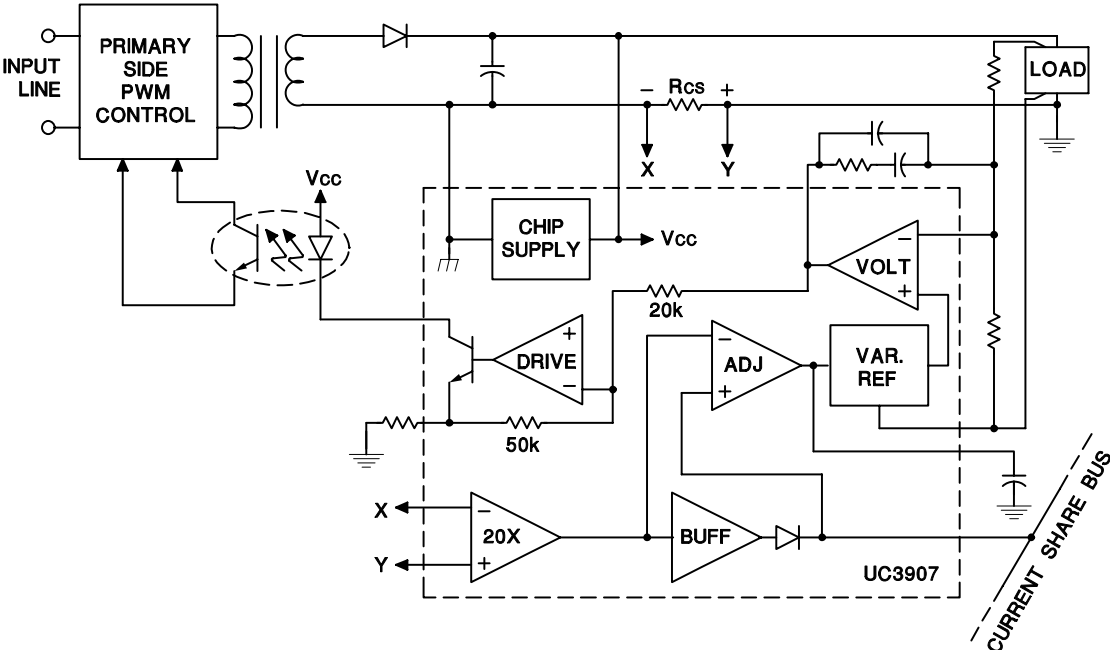 INPUT
LINE
PRIMARY
SIDE
PWM
CONTROL
− RCS +
X Y
LOAD
VCC
CHIP
SUPPLY
VCC
− VOLT +
20k
+ DRIVE −
− ADJ +
VAR.
REF
50k
X
Y
− 20X +
BUFF
UC3907
CURRENT SHARE BUS